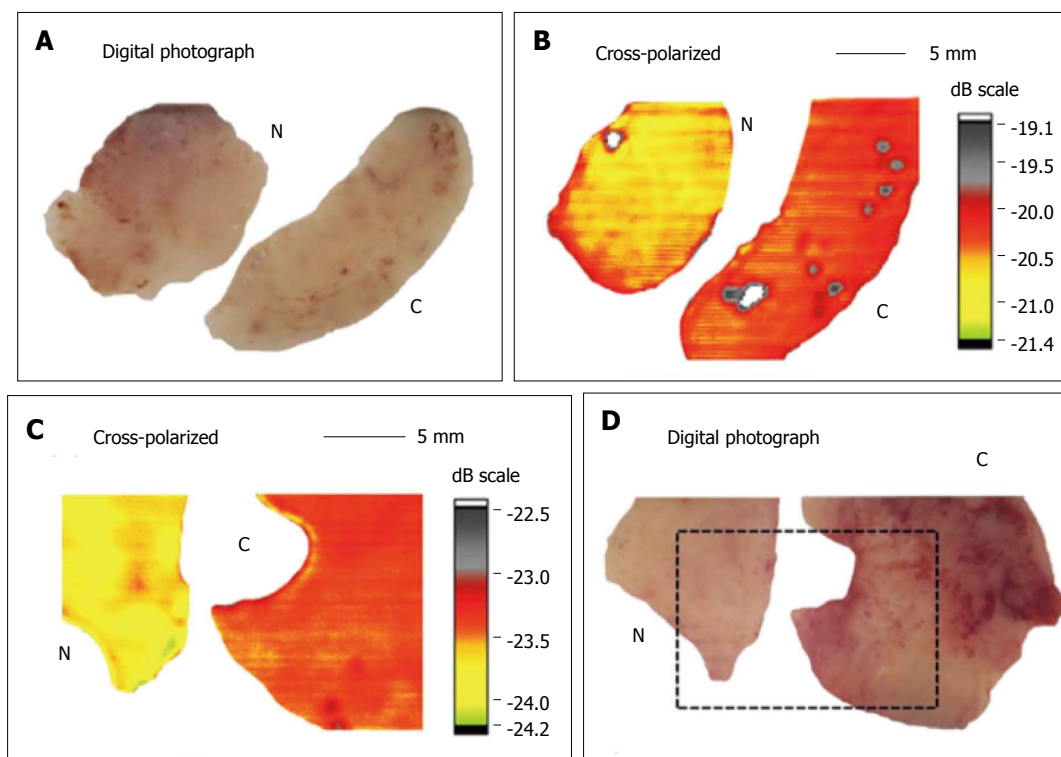 A
Digital photograph
N
C
B
Cross-polarized
5 mm
dB scale
N
C
-19.1
-19.5
-20.0
-20.5
-21.0
-21.4
C
Cross-polarized
5 mm
dB scale
C
N
-22.5
-23.0
-23.5
-24.0
-24.2
D
Digital photograph
C
N